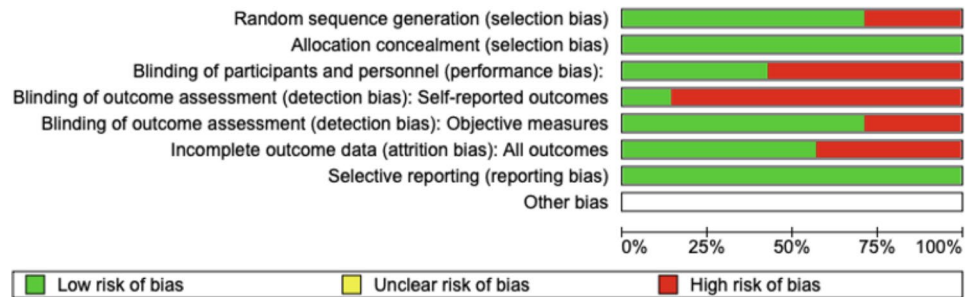 Random sequence generation (selection bias)
Allocation concealment (selection bias)
Blinding of participants and personnel (performance bias):
Blinding of outcome assessment (detection bias): Self-reported outcomes
Blinding of outcome assessment (detection bias): Objective measures
Incomplete outcome data (attrition bias): All outcomes
Selective reporting (reporting bias)
Other bias
0% 25% 50% 75% 100%
Low risk of bias Unclear risk of bias High risk of bias